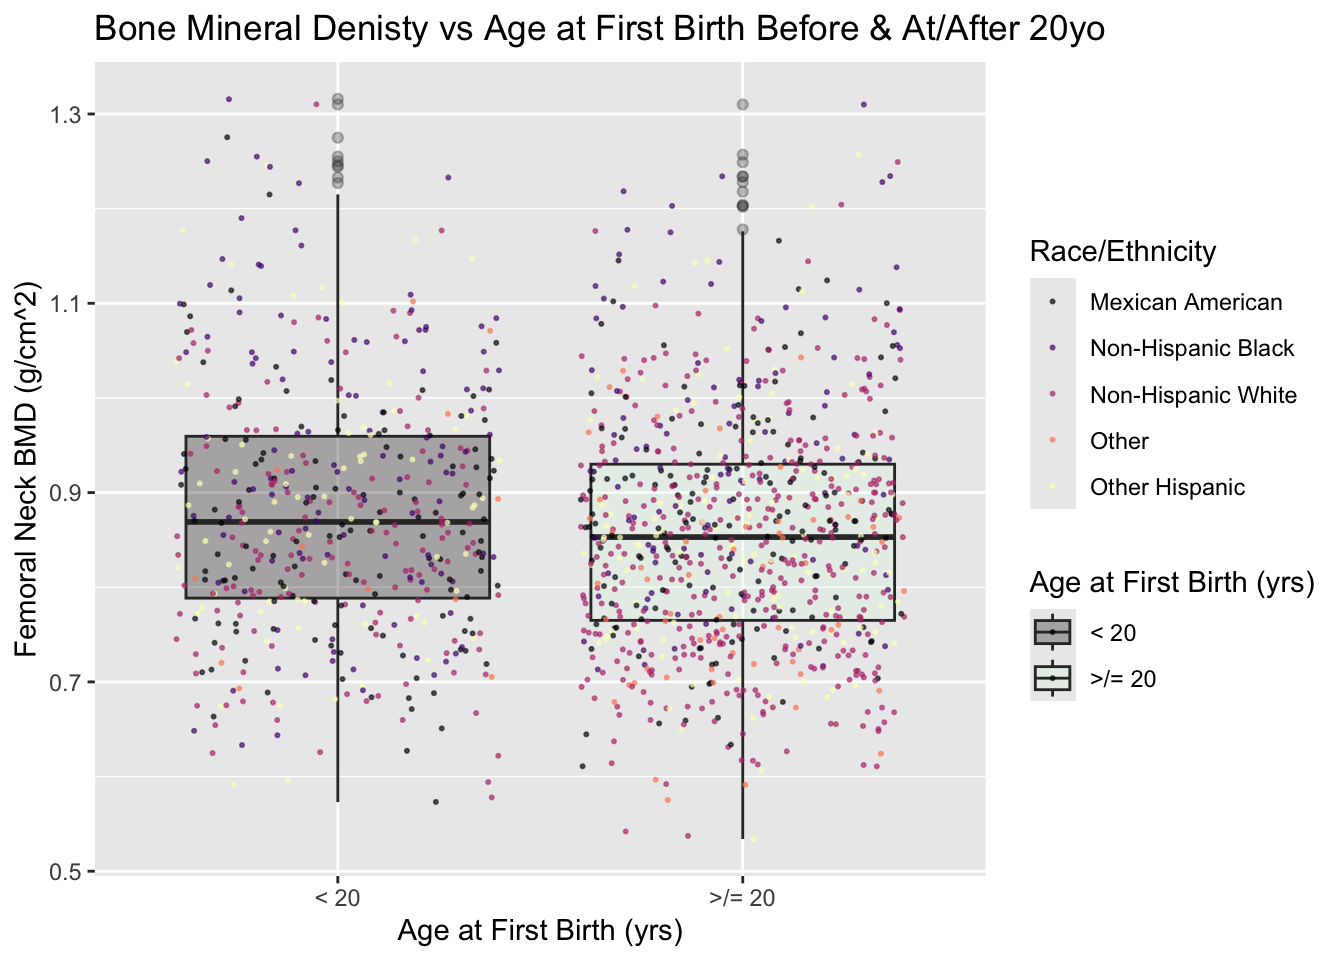 Bone Mineral Denisty vs Age at First Birth Before & At/After 20yo
Femoral Neck BMD (g/cm^2)
1.3
1.1
0.9
0.7
0.5
< 20
>/= 20
Age at First Birth (yrs)
Race/Ethnicity
Mexican American
Non-Hispanic Black
Non-Hispanic White
Other
Other Hispanic
Age at First Birth (yrs)
< 20
>/= 20